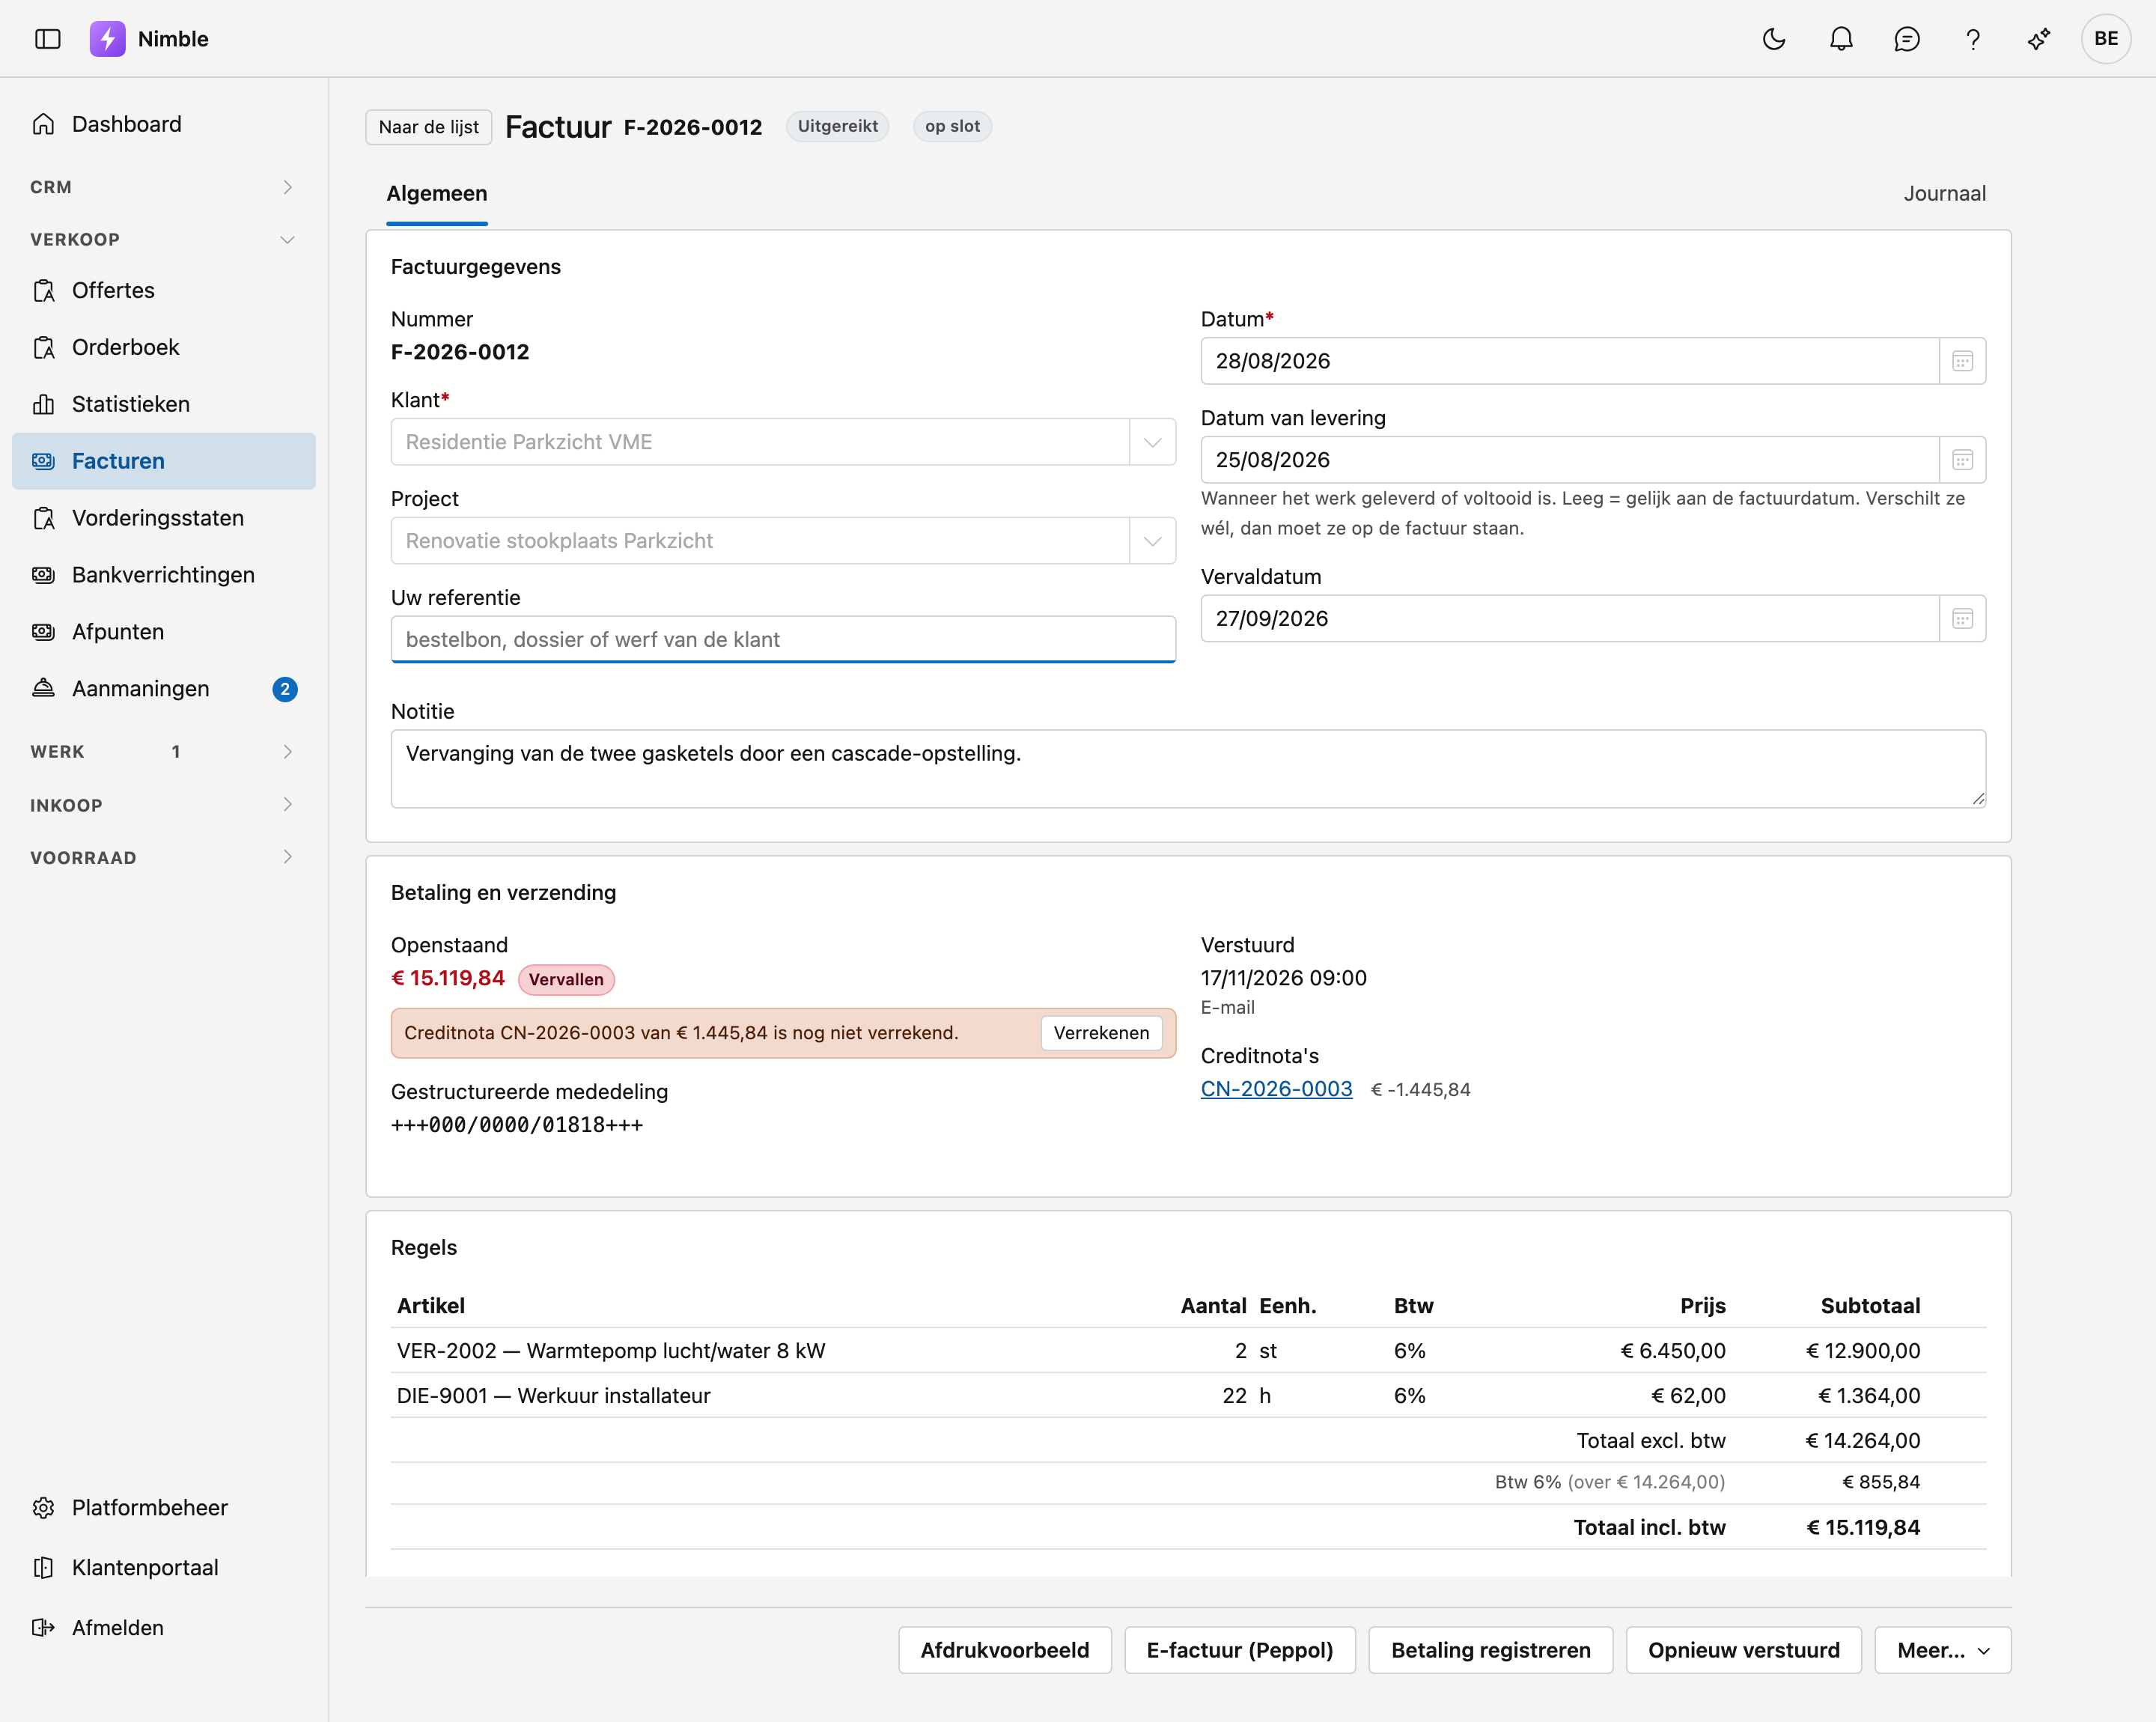 Nimble
BE
Dashboard
CRM
VERKOOP
Offertes
Orderboek
Statistieken
Facturen
Vorderingsstaten
Bankverrichtingen
Afpunten
Aanmaningen 2
WERK 1
INKOOP
VOORRAAD
Platformbeheer
Klantenportaal
Afmelden
Naar de lijst Factuur F-2026-0012 Uitgereikt op slot
Algemeen Journaal
Factuurgegevens
Nummer
F-2026-0012
Klant*
Residentie Parkzicht VME
Project
Renovatie stookplaats Parkzicht
Uw referentie
bestelbon, dossier of werf van de klant
Datum*
28/08/2026
Datum van levering
25/08/2026
Wanneer het werk geleverd of voltooid is. Leeg = gelijk aan de factuurdatum. Verschilt ze
wél, dan moet ze op de factuur staan.
Vervaldatum
27/09/2026
Notitie
Vervanging van de twee gasketels door een cascade-opstelling.
Betaling en verzending
Openstaand
€ 15.119,84 Vervallen
Creditnota CN-2026-0003 van € 1.445,84 is nog niet verrekend. Verrekenen
Gestructureerde mededeling
+++000/0000/01818+++
Verstuurd
17/11/2026 09:00
E-mail
Creditnota's
CN-2026-0003 € -1.445,84
Regels
Artikel Aantal Eenh. Btw Prijs Subtotaal
VER-2002 — Warmtepomp lucht/water 8 kW 2 st 6% € 6.450,00 € 12.900,00
DIE-9001 — Werkuur installateur 22 h 6% € 62,00 € 1.364,00
Totaal excl. btw € 14.264,00
Btw 6% (over € 14.264,00) € 855,84
Totaal incl. btw € 15.119,84
Afdrukvoorbeeld E-factuur (Peppol) Betaling registreren Opnieuw verstuurd Meer...